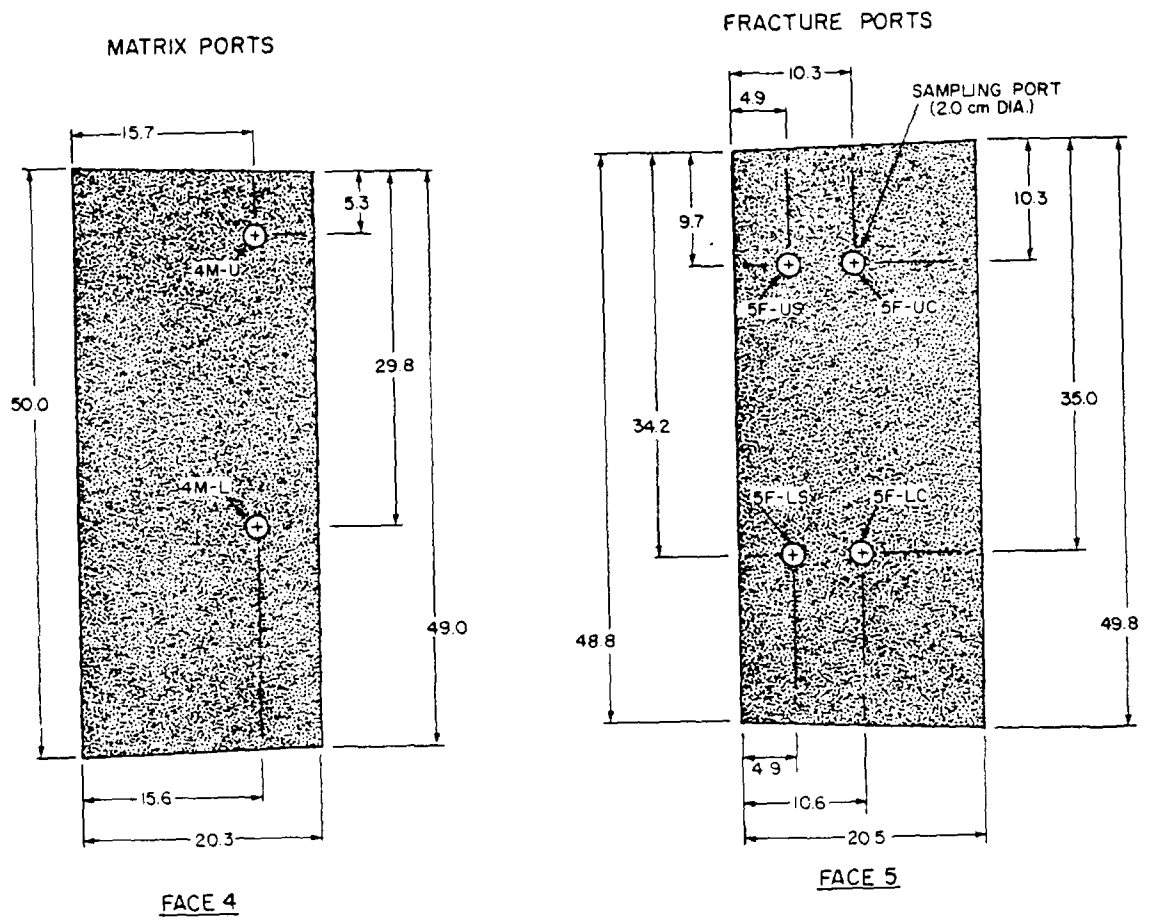 MATRIX PORTS
15.7
5.3
4M-U
29.8
50.0
4M-L
49.0
15.6
20.3
FACE 4
FRACTURE PORTS
10.3
4.9
SAMPLING PORT
(2.0 cm DIA.)
9.7
10.3
5F-US
5F-UC
34.2
35.0
5F-LS
5F-LC
48.8
49.8
4.9
10.6
20.5
FACE 5